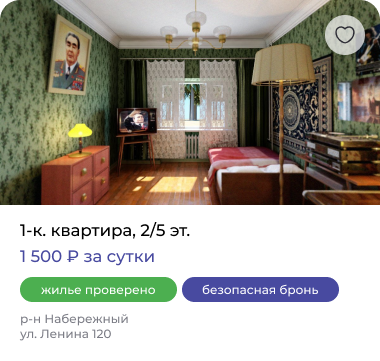 1-к. квартира, 2/5 эт.
1 500 ₽ за сутки
жилье проверено
безопасная бронь
р-н Набережный
ул. Ленина 120